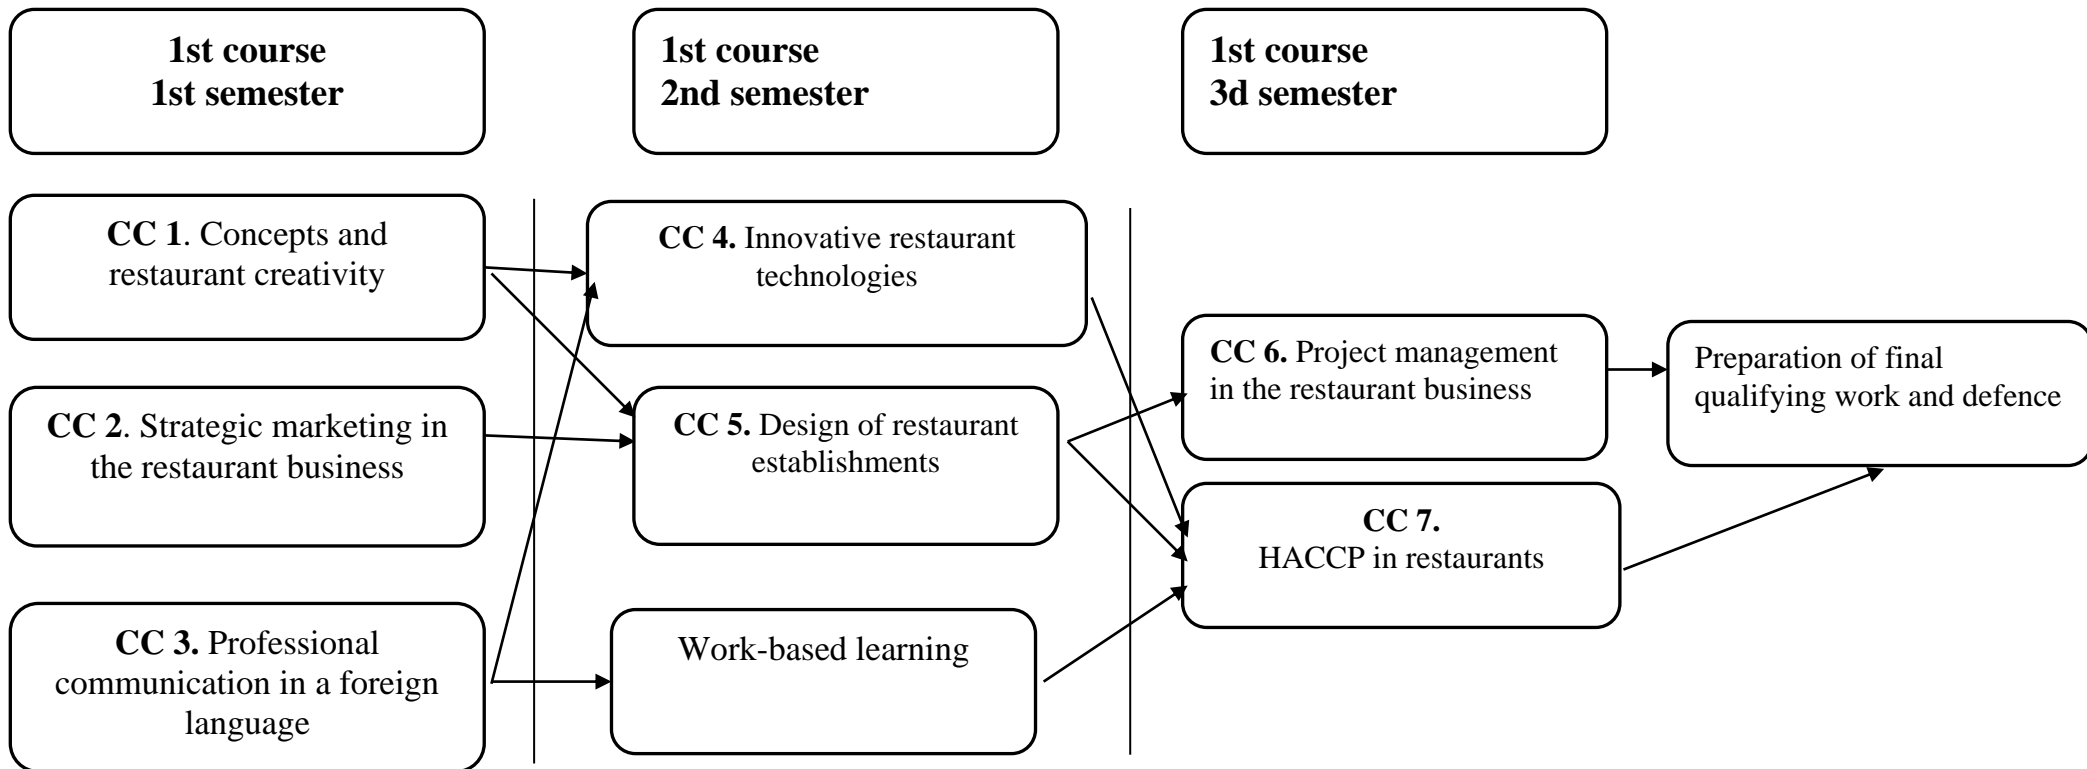 1st course
1st semester
1st course
2nd semester
1st course
3d semester
CC 1. Concepts and
restaurant creativity
CC 2. Strategic marketing in
the restaurant business
CC 3. Professional
communication in a foreign
language
CC 4. Innovative restaurant
technologies
CC 5. Design of restaurant
establishments
Work-based learning
CC 6. Project management
in the restaurant business
CC 7.
HACCP in restaurants
Preparation of final
qualifying work and defence